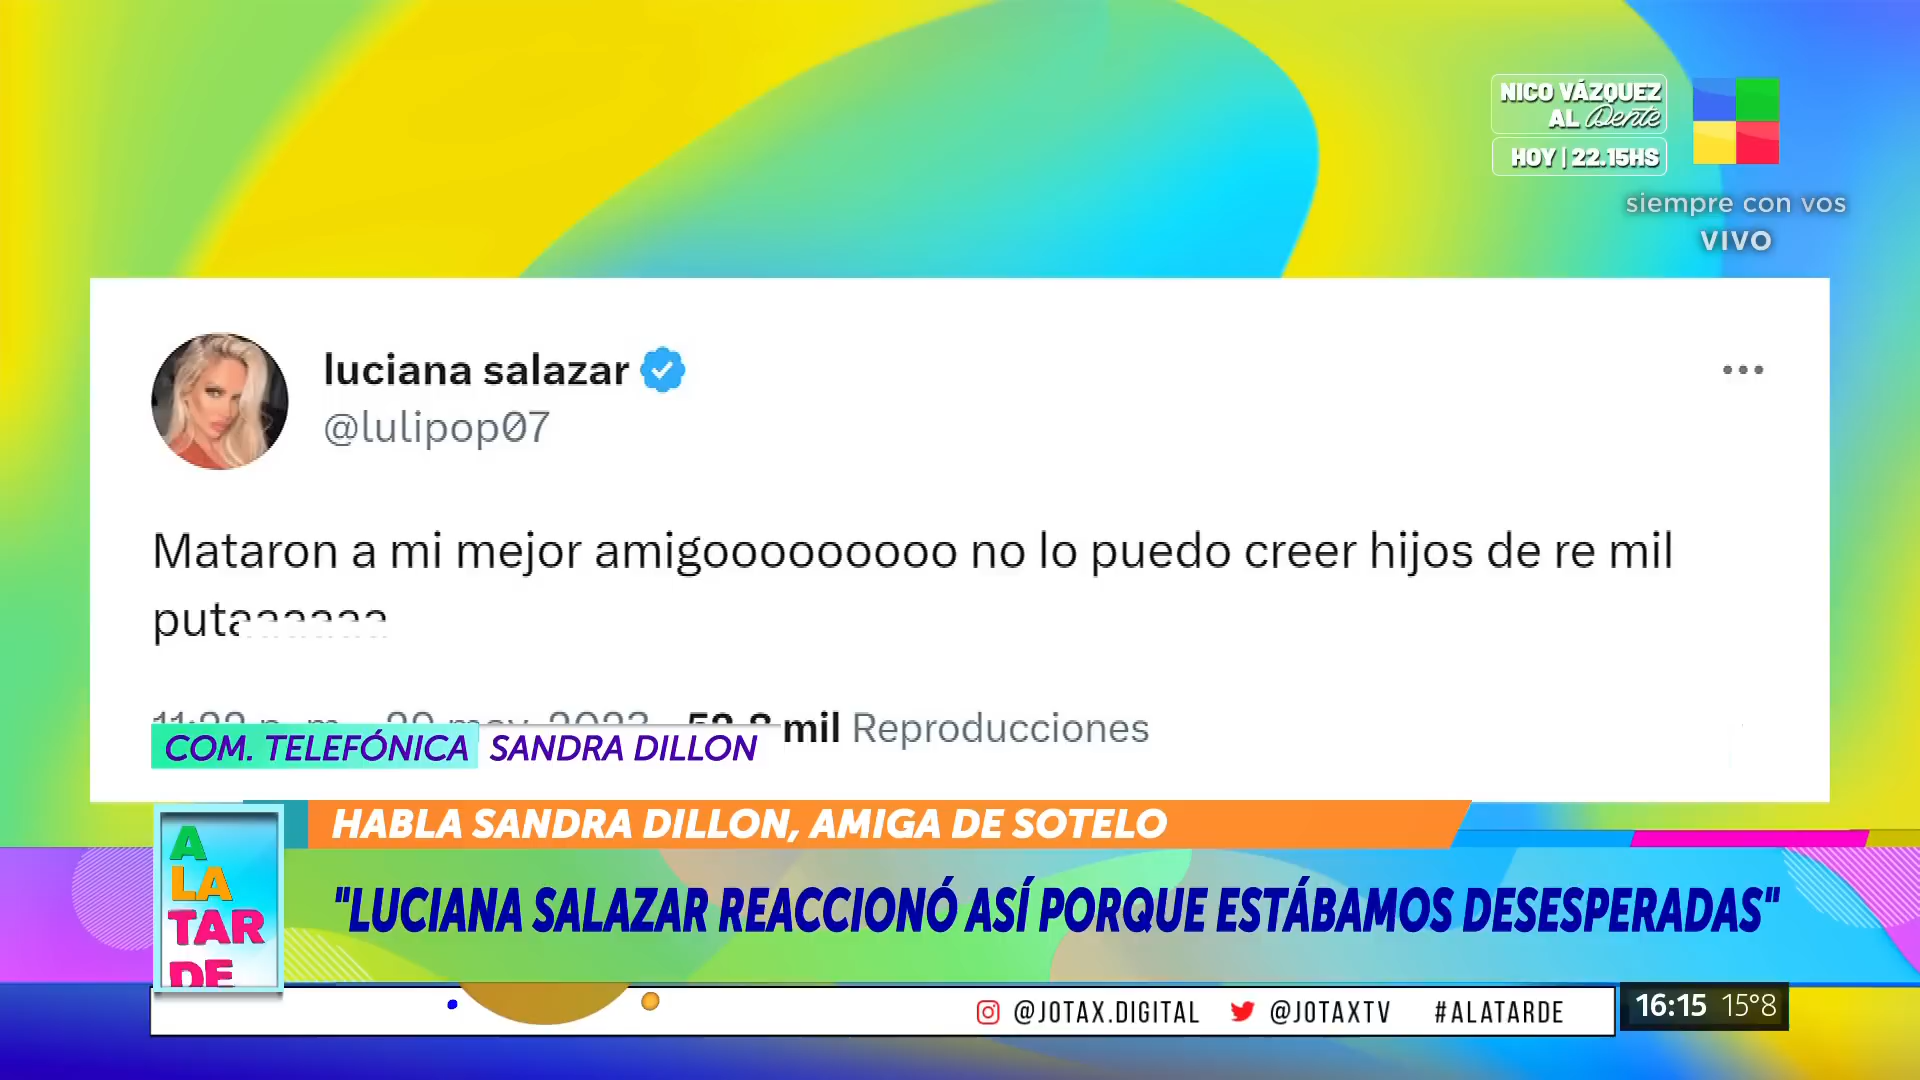 NICO VÁZQUEZ
AL Dente
HOY | 22.15HS
siempre con vos
VIVO
luciana salazar
@lulipop07
Mataron a mi mejor amigooooooooo no lo puedo creer hijos de re mil
putaaaaaa
mil Reproducciones
COM. TELEFÓNICA SANDRA DILLON
HABLA SANDRA DILLON, AMIGA DE SOTELO
"LUCIANA SALAZAR REACCIONÓ ASÍ PORQUE ESTÁBAMOS DESESPERADAS"
A
LA
TAR
DE
@JOTAX.DIGITAL @JOTAXTV #ALATARDE
16:15 15°8